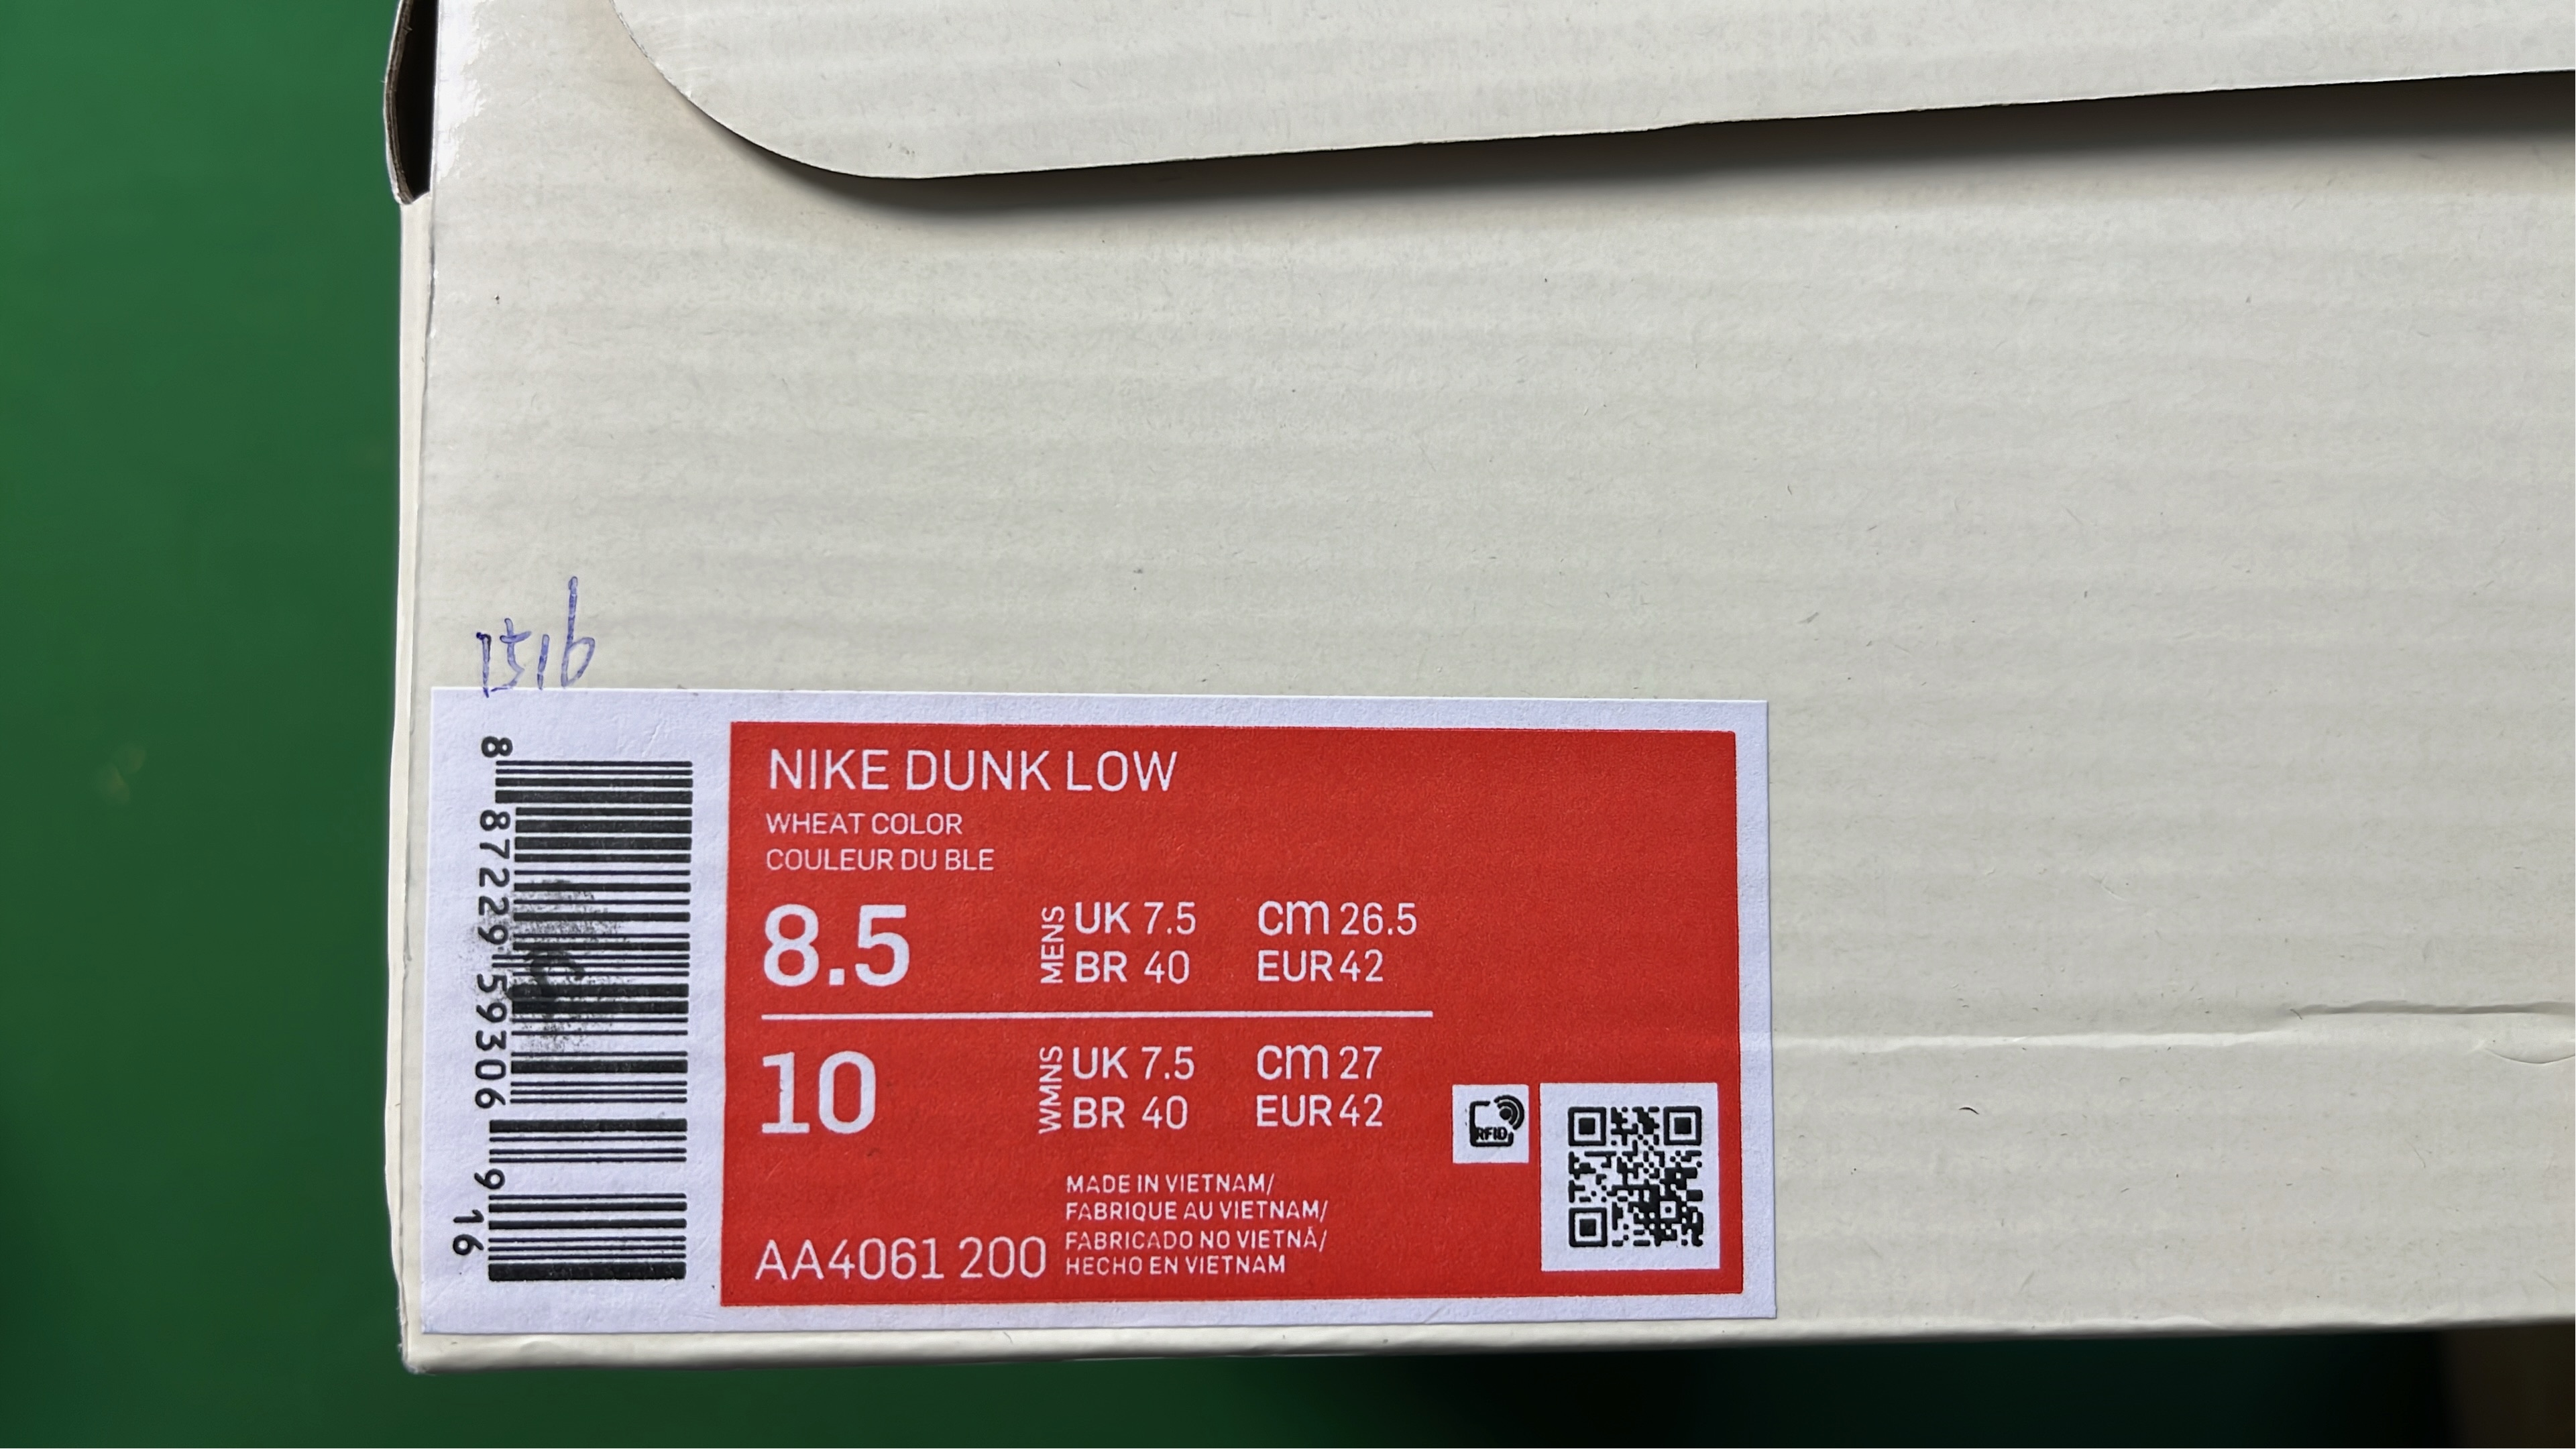 1516
8 87229 59306 9 16
NIKE DUNK LOW
WHEAT COLOR
COULEUR DU BLE
8.5
MENS
UK 7.5
cm 26.5
BR 40
EUR 42
10
WMNS
UK 7.5
cm 27
BR 40
EUR 42
RFID
MADE IN VIETNAM/
FABRIQUE AU VIETNAM/
FABRICADO NO VIETNÃ/
HECHO EN VIETNAM
AA4061 200